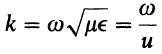 k = ω√με = ω/u